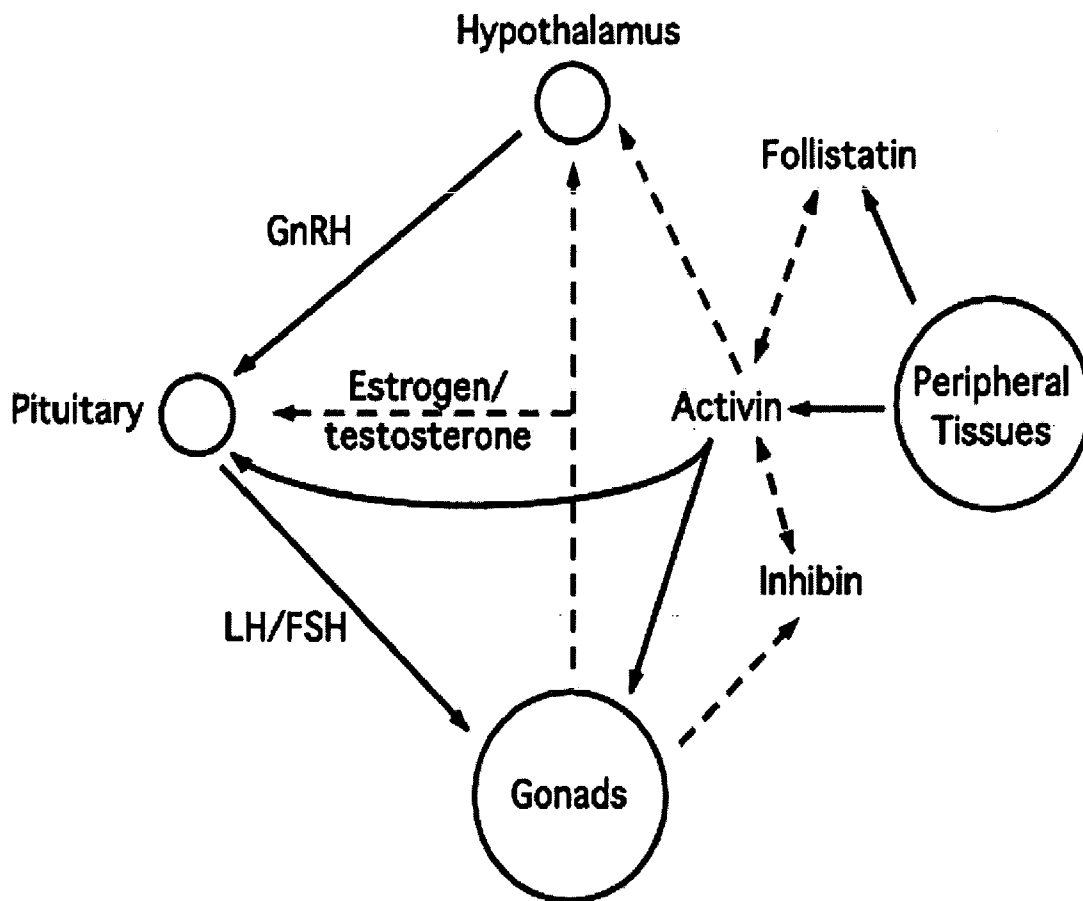 Hypothalamus
Follistatin
GnRH
Peripheral
Tissues
Pituitary
Estrogen/
testosterone
Activin
Inhibin
LH/FSH
Gonads